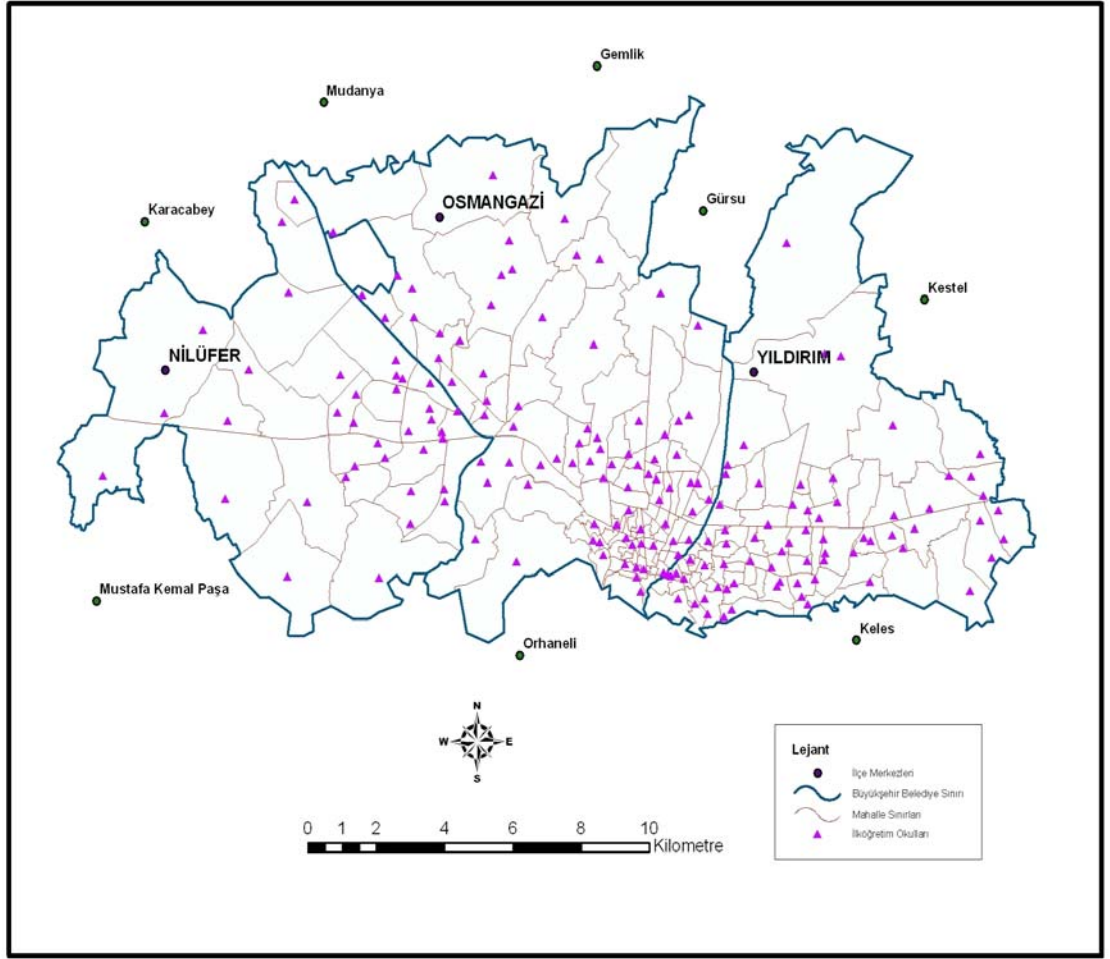 Gemlik
Mudanya
OSMANGAZİ
Gürsu
Karacabey
Kestel
NİLÜFER
YILDIRIM
Mustafa Kemal Paşa
Keles
Orhaneli
N
W E
S
0 1 2 4 6 8 10
Kilometre
Lejant
İlçe Merkezleri
Büyükşehir Belediye Sınırı
Mahalle Sınırları
İlköğretim Okulları